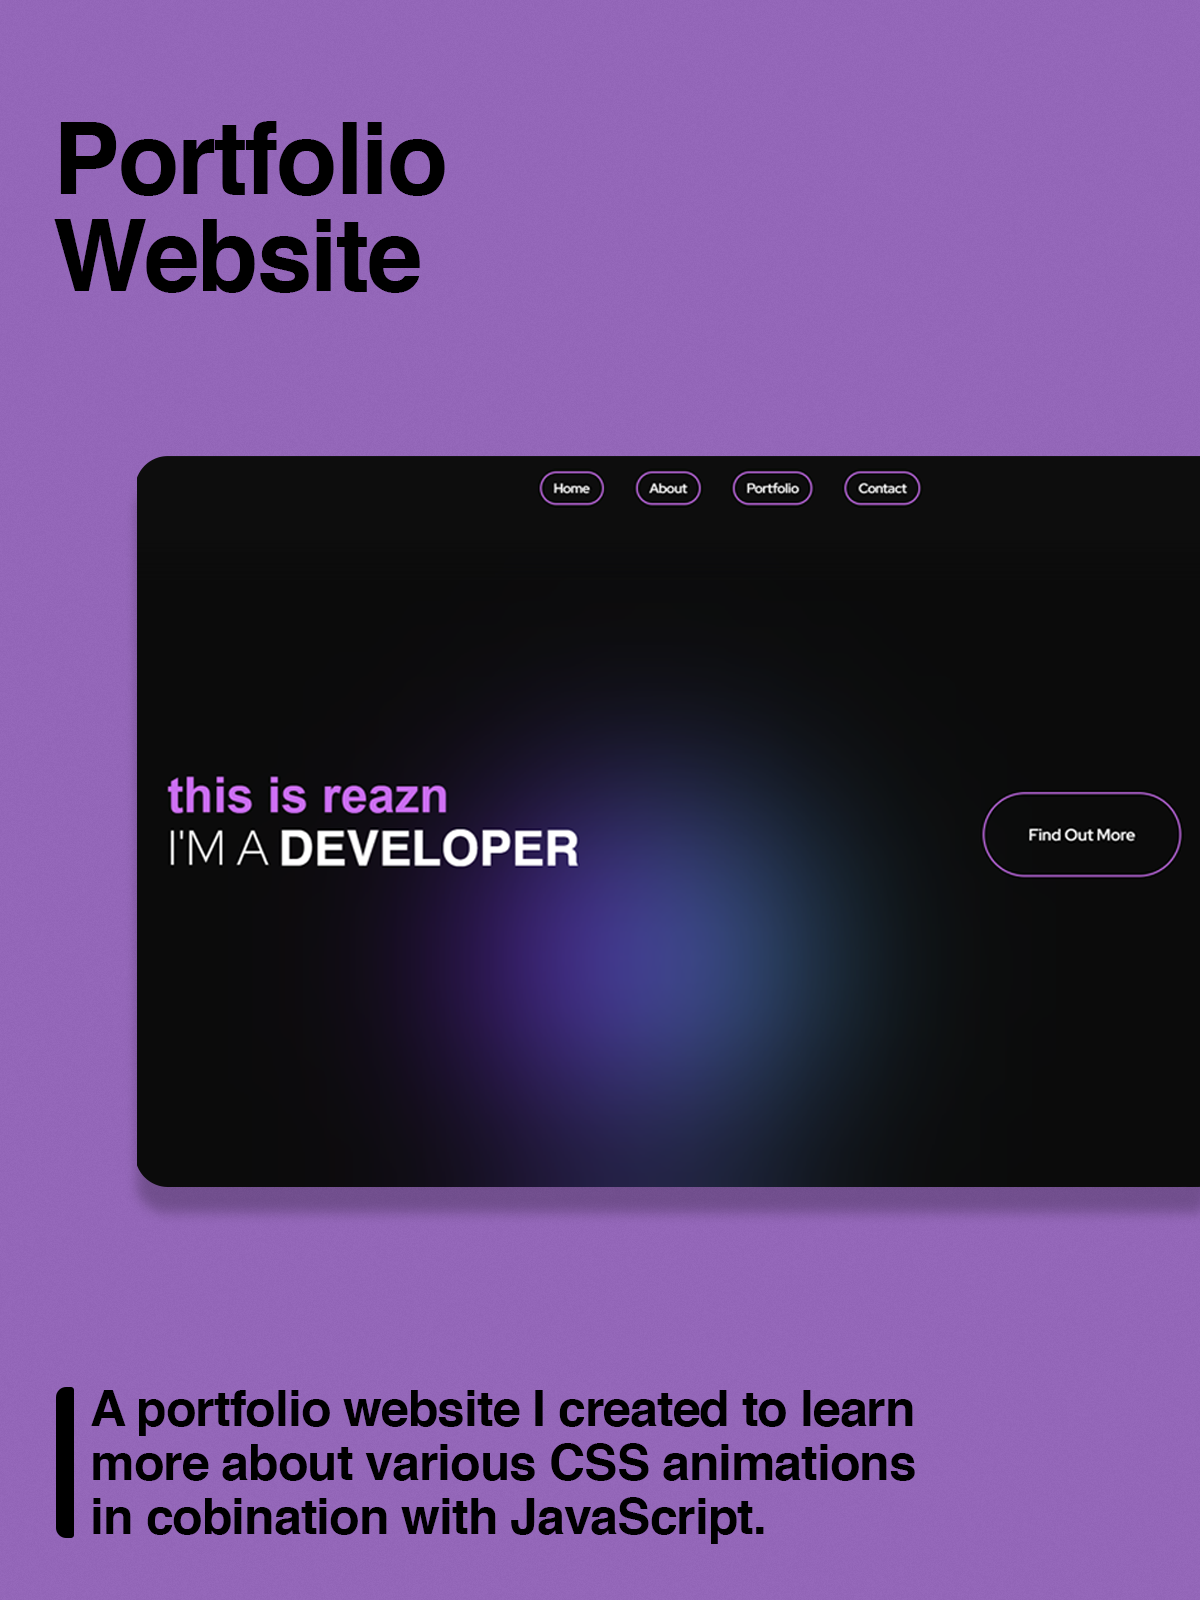 Portfolio
Website
Home About Portfolio Contact
this is reazn
I'M A DEVELOPER
Find Out More
A portfolio website I created to learn
more about various CSS animations
in cobination with JavaScript.